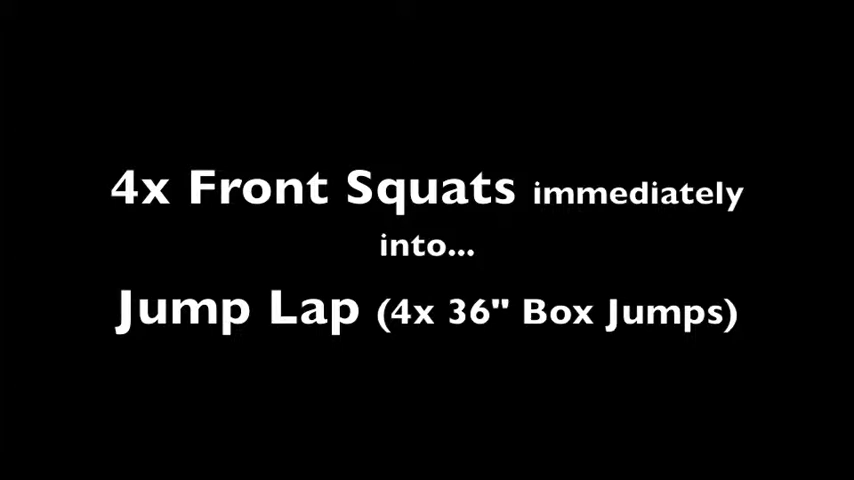 4x Front Squats immediately
into...
Jump Lap (4x 36" Box Jumps)